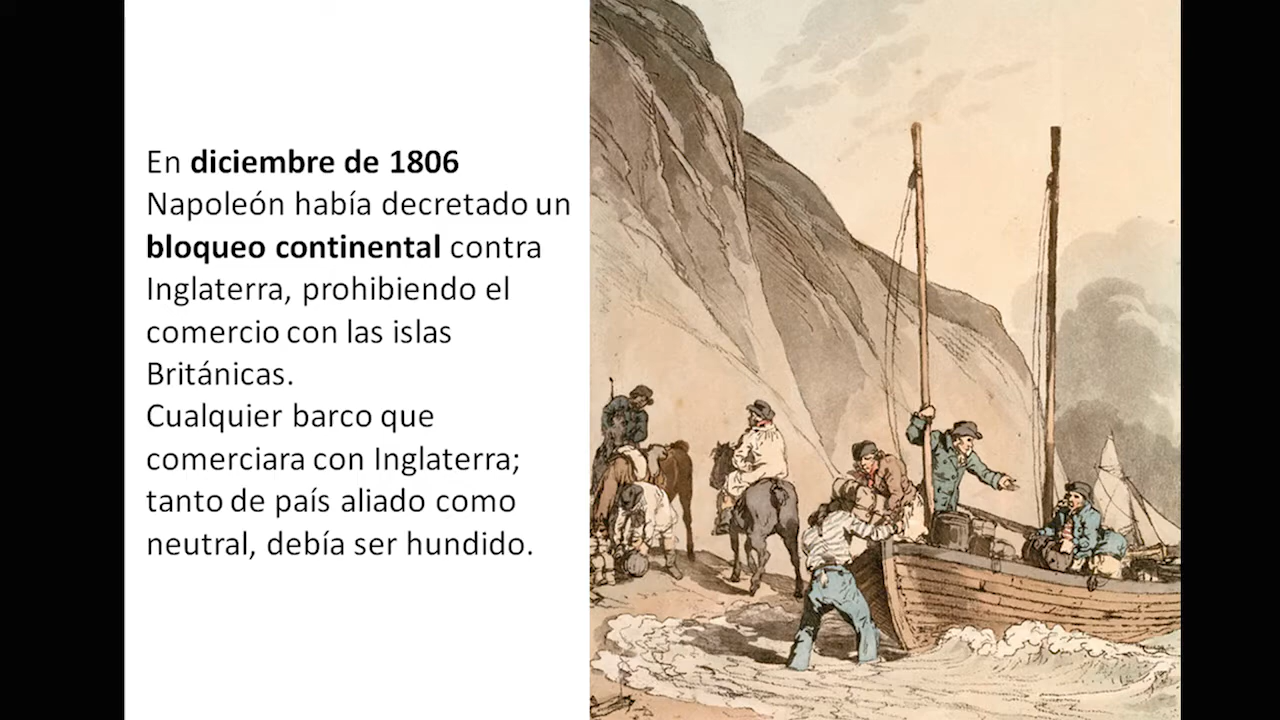 En diciembre de 1806
Napoleón había decretado un
bloqueo continental contra
Inglaterra, prohibiendo el
comercio con las islas
Británicas.
Cualquier barco que
comerciara con Inglaterra;
tanto de país aliado como
neutral, debía ser hundido.